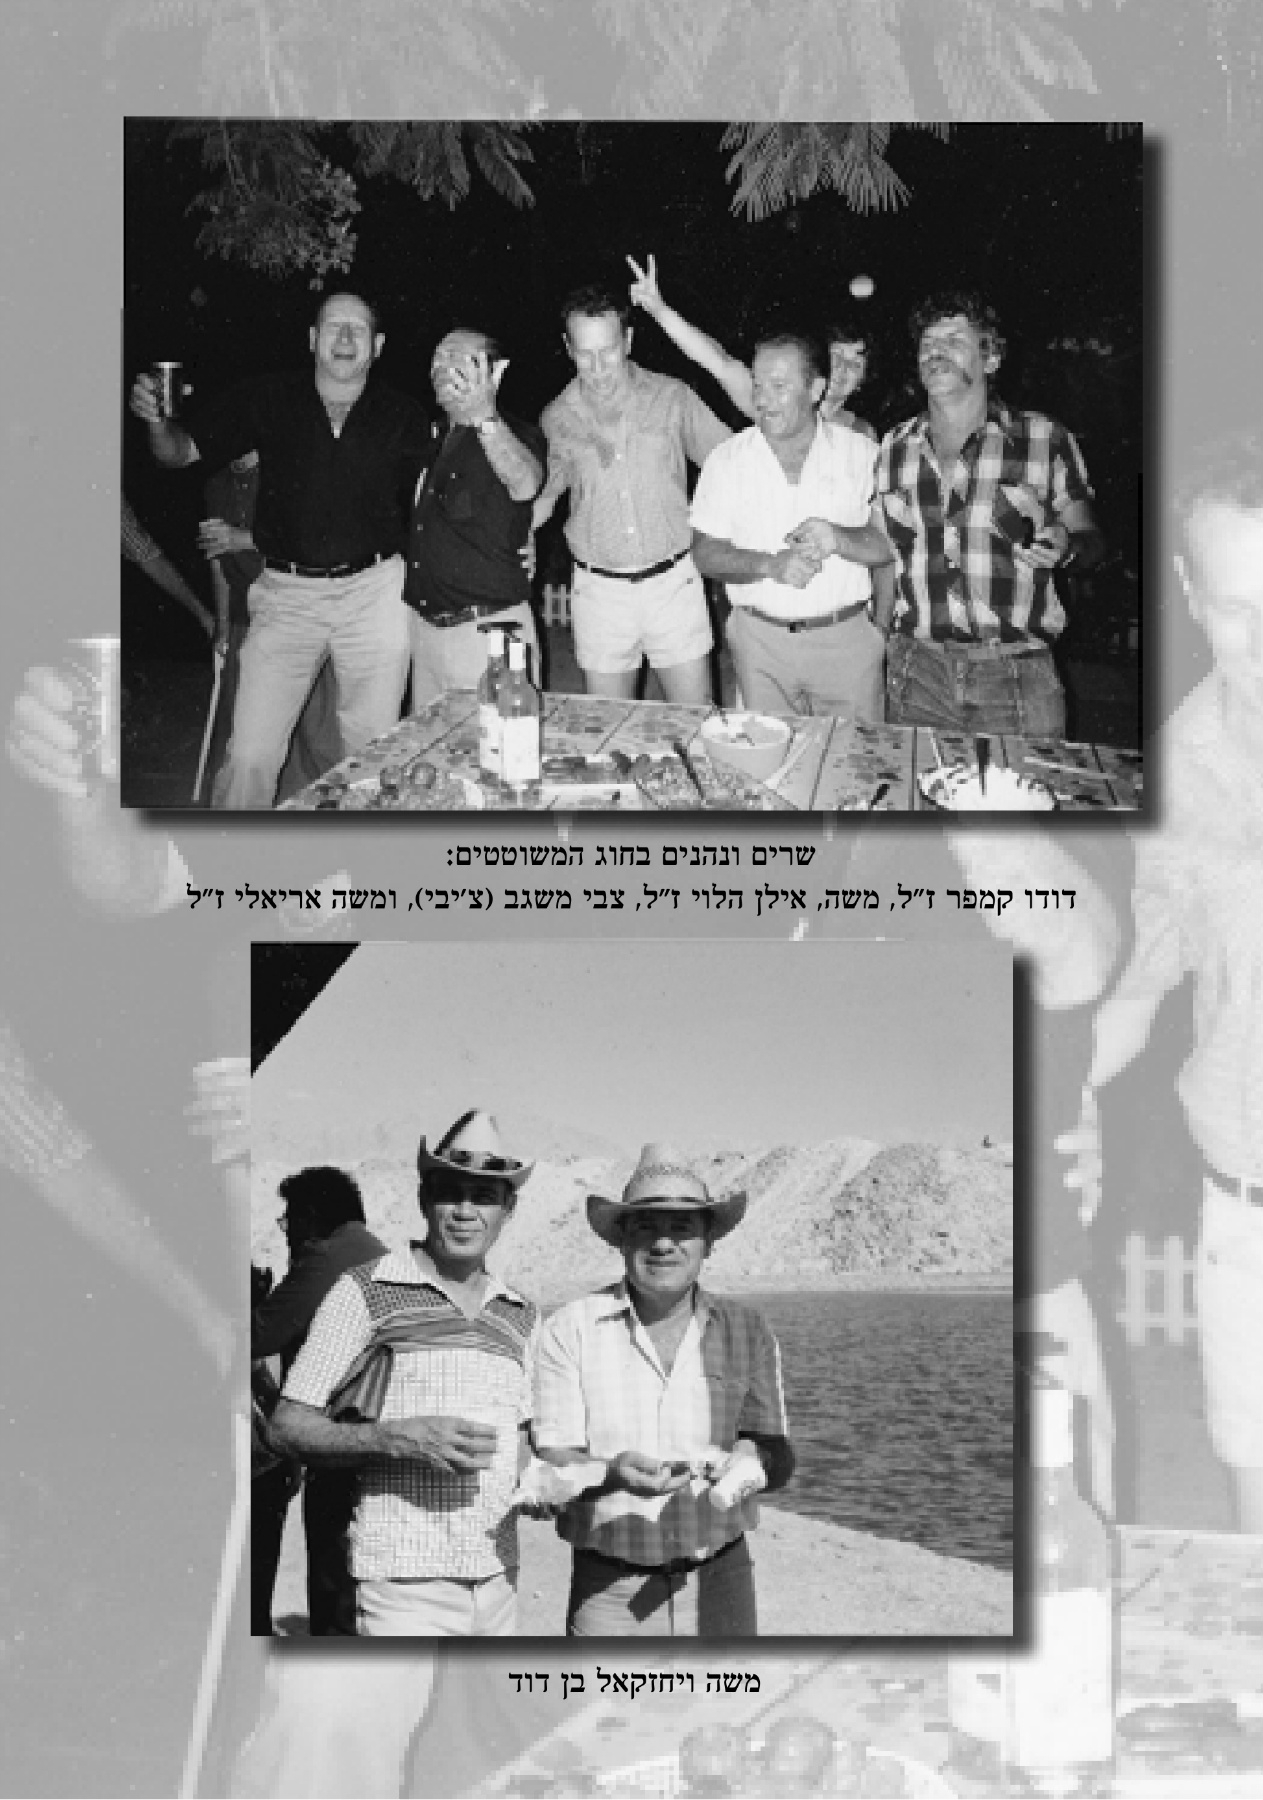 שרים ונהנים בחוג המשוטטים:
דודו קמפר ז"ל, משה, אילן הלוי ז"ל, צבי משגב (צ'יבי), ומשה אריאלי ז"ל
משה ויחזקאל בן דוד